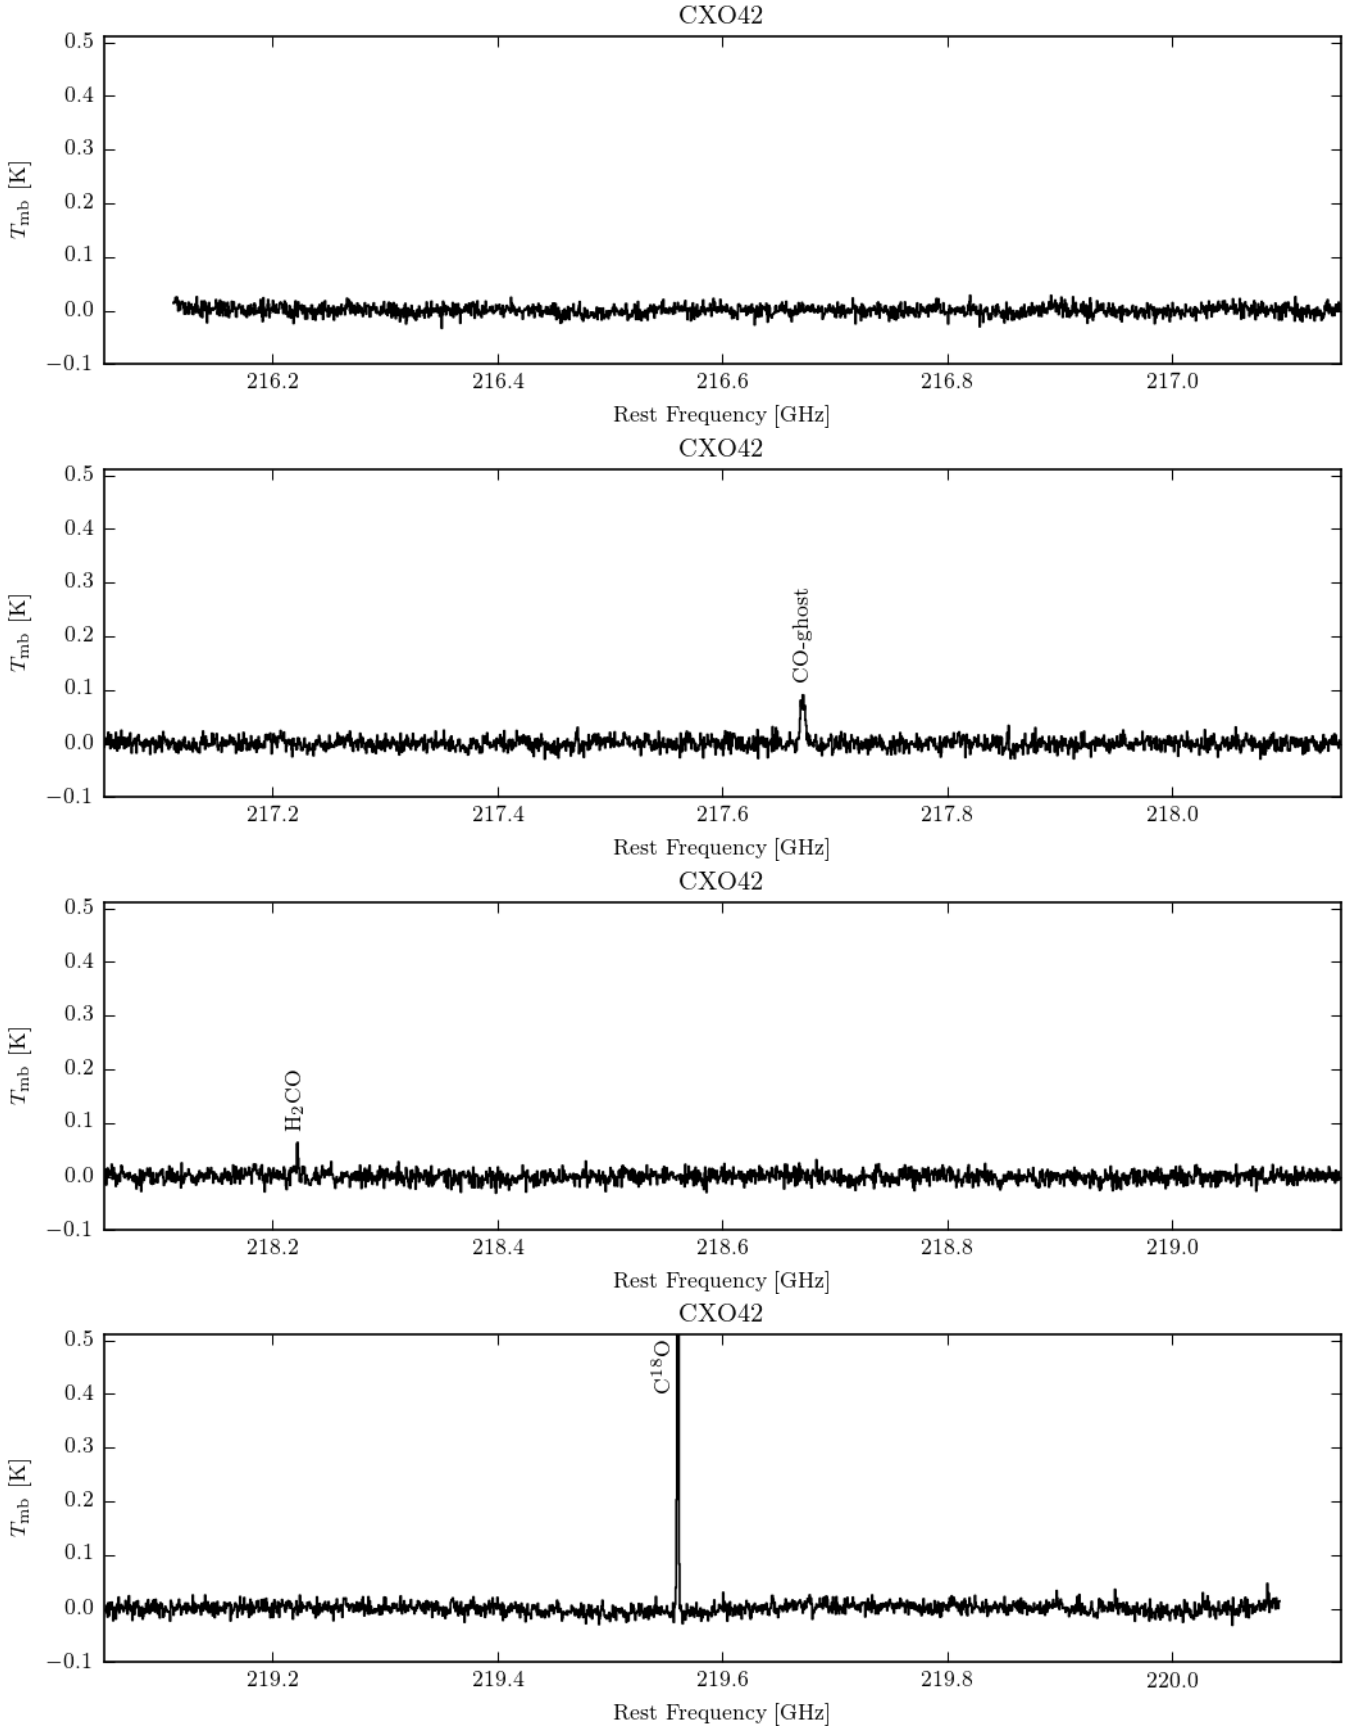 CXO42
0.5
0.4
0.3
0.2
0.1
0.0
−0.1
T_mb [K]
216.2 216.4 216.6 216.8 217.0
Rest Frequency [GHz]
CXO42
0.5
0.4
0.3
0.2
0.1
0.0
−0.1
T_mb [K]
CO-ghost
217.2 217.4 217.6 217.8 218.0
Rest Frequency [GHz]
CXO42
0.5
0.4
0.3
0.2
0.1
0.0
−0.1
T_mb [K]
H₂CO
218.2 218.4 218.6 218.8 219.0
Rest Frequency [GHz]
CXO42
0.5
0.4
0.3
0.2
0.1
0.0
−0.1
T_mb [K]
C¹⁸O
219.2 219.4 219.6 219.8 220.0
Rest Frequency [GHz]